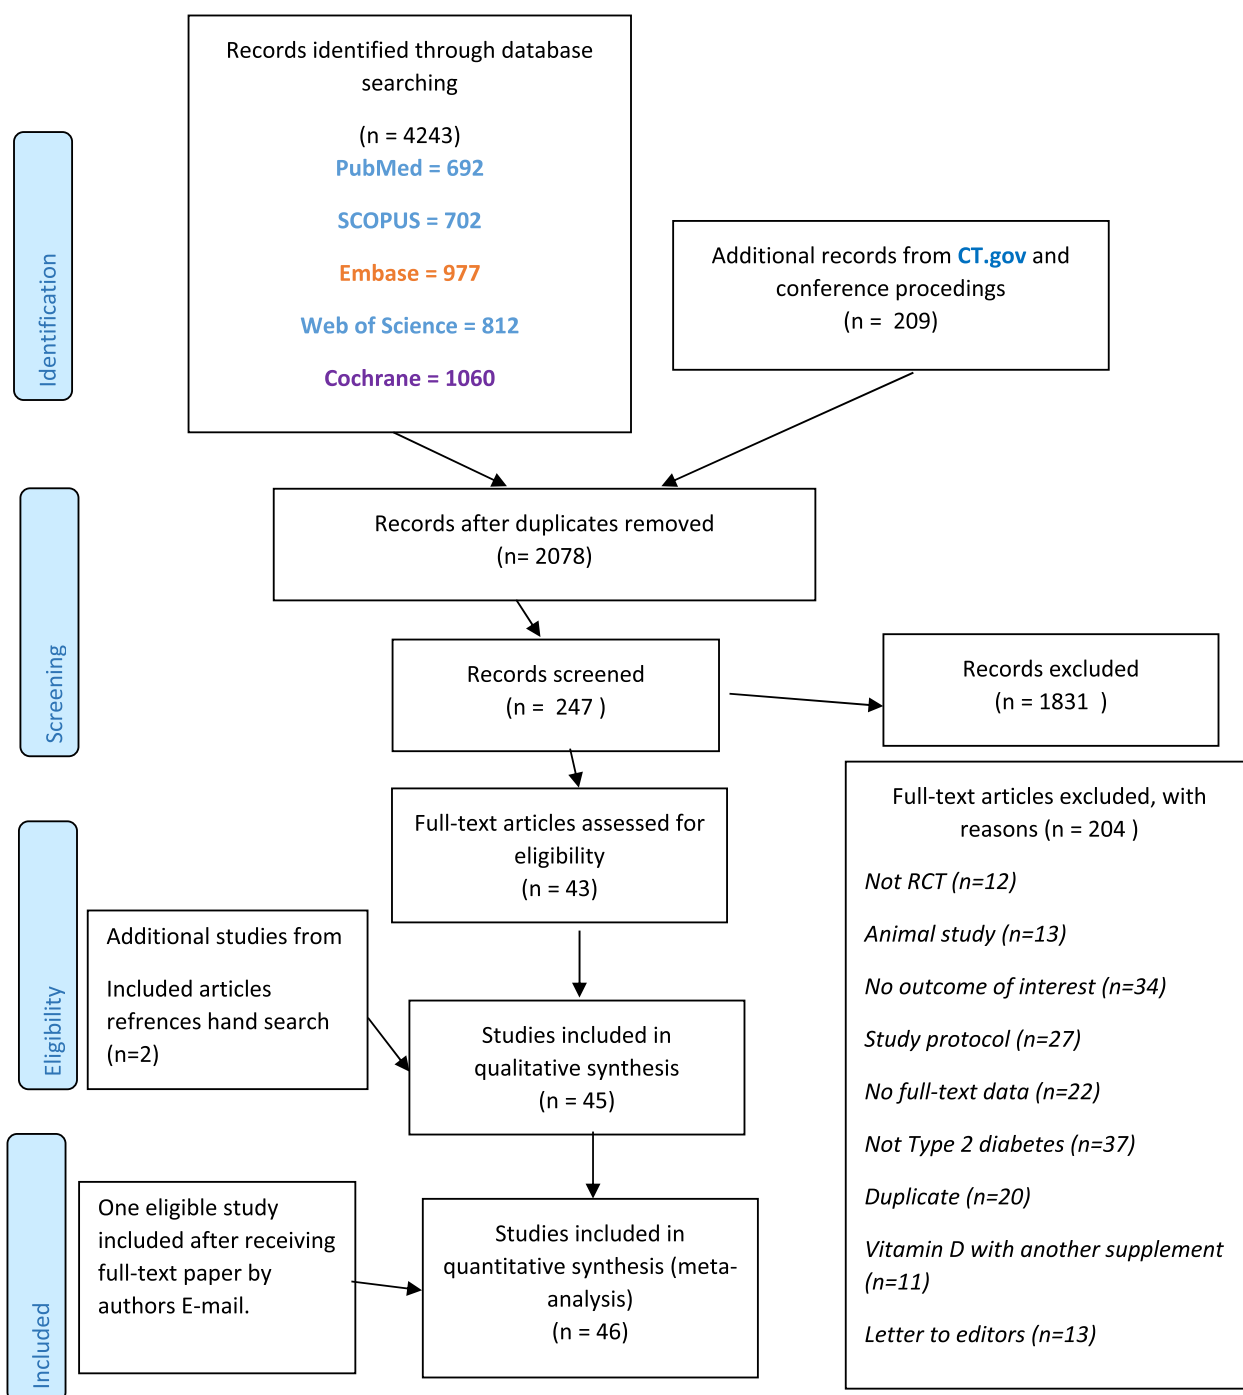 Records identified through database
searching
(n = 4243)
PubMed = 692
SCOPUS = 702
Embase = 977
Web of Science = 812
Cochrane = 1060
Additional records from CT.gov and
conference procedings
(n =  209)
Identification
Records after duplicates removed
(n= 2078)
Screening
Records screened
(n =  247 )
Records excluded
(n = 1831  )
Full-text articles assessed for
eligibility
(n = 43)
Full-text articles excluded, with
reasons (n = 204 )
Not RCT (n=12)
Animal study (n=13)
No outcome of interest (n=34)
Study protocol (n=27)
No full-text data (n=22)
Not Type 2 diabetes (n=37)
Duplicate (n=20)
Vitamin D with another supplement
(n=11)
Letter to editors (n=13)
Eligibility
Additional studies from
Included articles
refrences hand search
(n=2)
Studies included in
qualitative synthesis
(n = 45)
Included
One eligible study
included after receiving
full-text paper by
authors E-mail.
Studies included in
quantitative synthesis (meta-
analysis)
(n = 46)